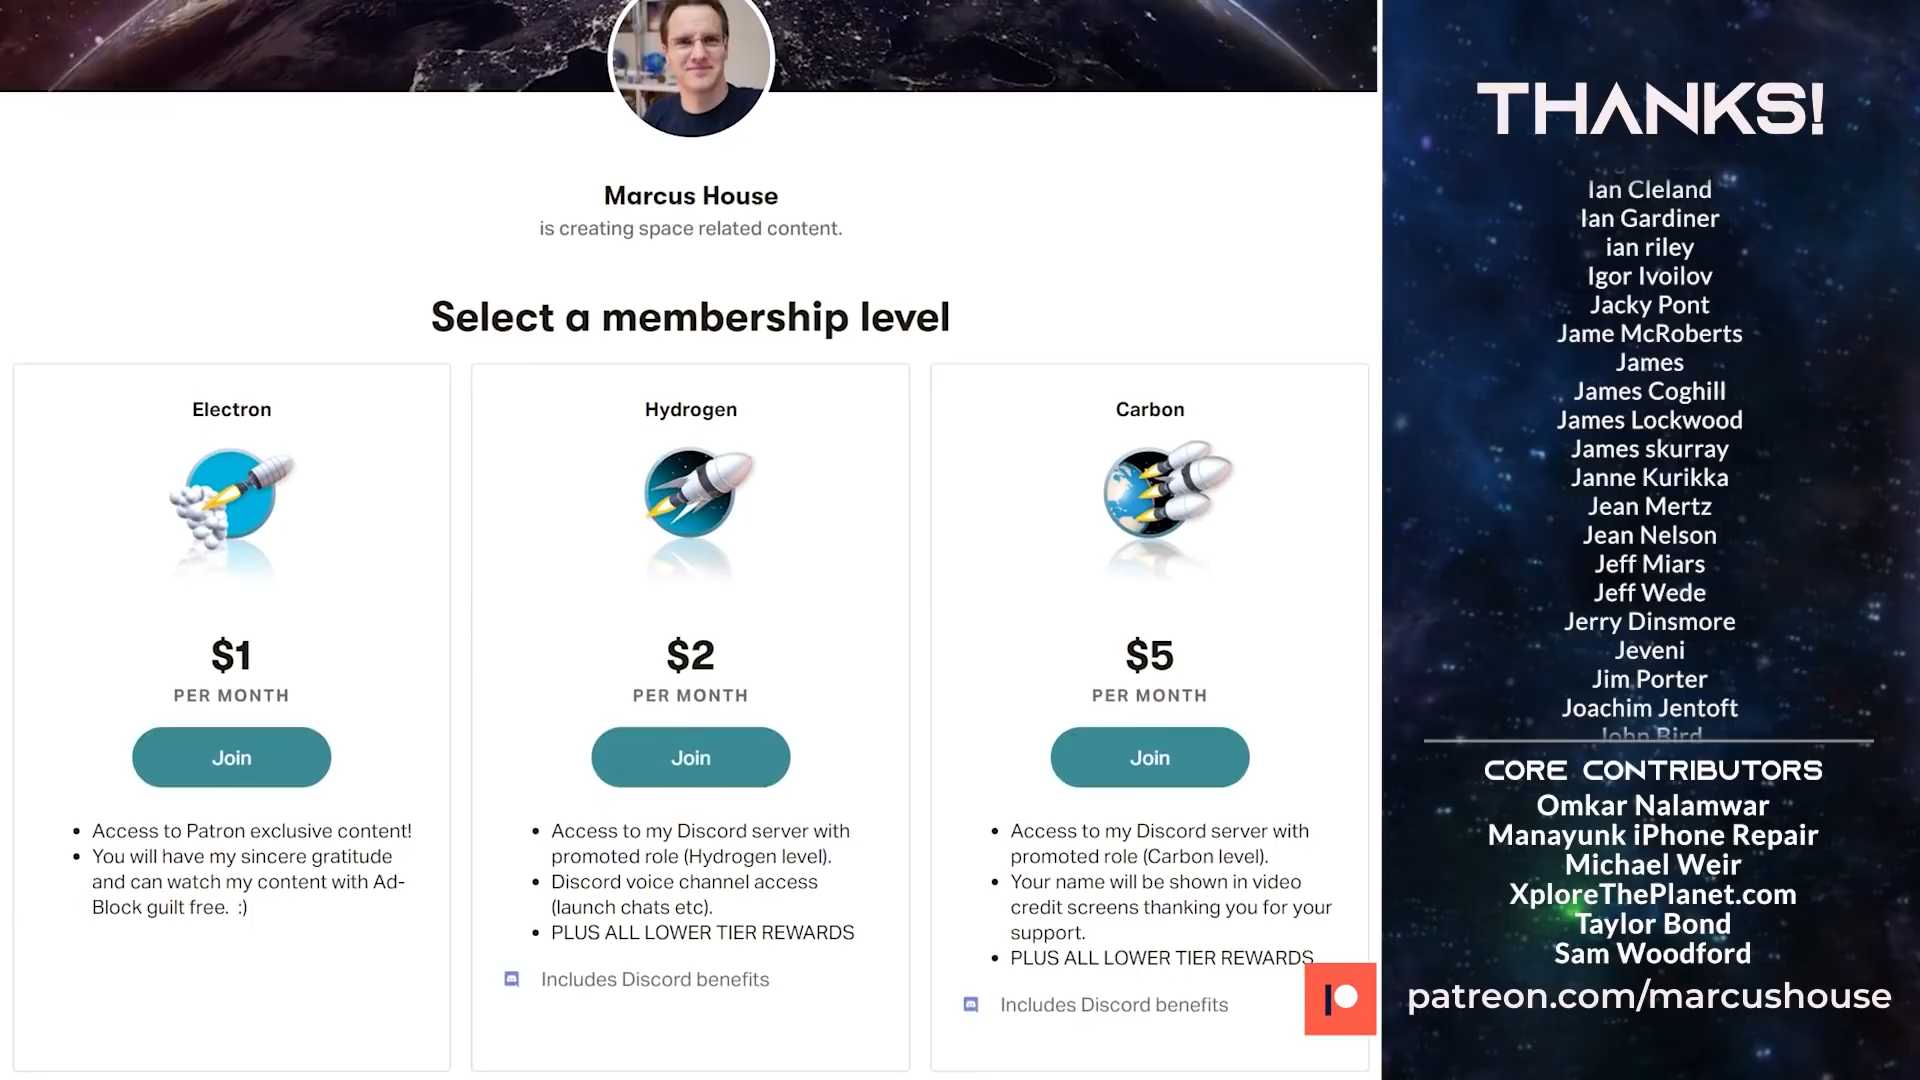 Marcus House
is creating space related content.
Select a membership level
Electron
$1
PER MONTH
Join
• Access to Patron exclusive content!
• You will have my sincere gratitude
and can watch my content with Ad-
Block guilt free. :)
Hydrogen
$2
PER MONTH
Join
• Access to my Discord server with
promoted role (Hydrogen level).
• Discord voice channel access
(launch chats etc).
• PLUS ALL LOWER TIER REWARDS
Includes Discord benefits
Carbon
$5
PER MONTH
Join
• Access to my Discord server with
promoted role (Carbon level).
• Your name will be shown in video
credit screens thanking you for your
support.
• PLUS ALL LOWER TIER REWARDS
Includes Discord benefits
THANKS!
Ian Cleland
Ian Gardiner
ian riley
Igor Ivoilov
Jacky Pont
Jame McRoberts
James
James Coghill
James Lockwood
James skurray
Janne Kurikka
Jean Mertz
Jean Nelson
Jeff Miars
Jeff Wede
Jerry Dinsmore
Jeveni
Jim Porter
Joachim Jentoft
John Bird
CORE CONTRIBUTORS
Omkar Nalamwar
Manayunk iPhone Repair
Michael Weir
XploreThePlanet.com
Taylor Bond
Sam Woodford
patreon.com/marcushouse